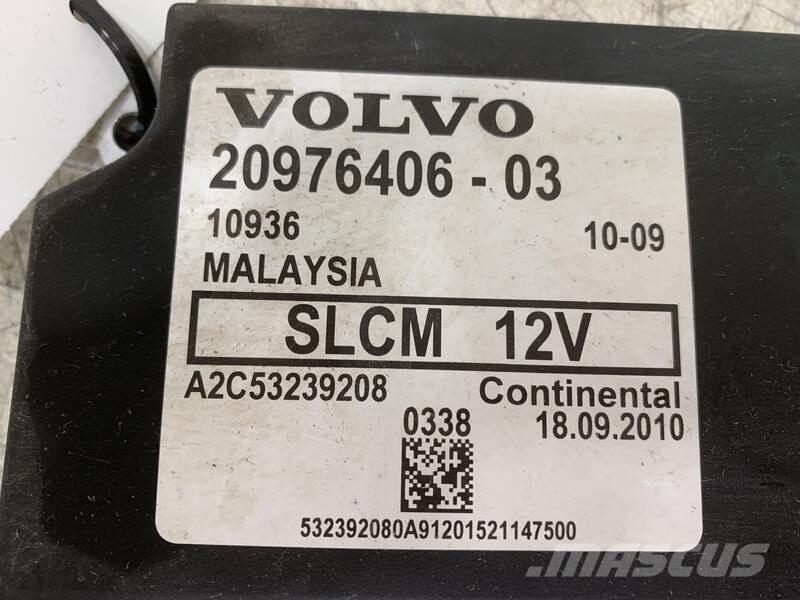 VOLVO
20976406 - 03
10936 10-09
MALAYSIA
SLCM 12V
A2C53239208 Continental
0338 18.09.2010
532392080A91201521147500
MASCUS